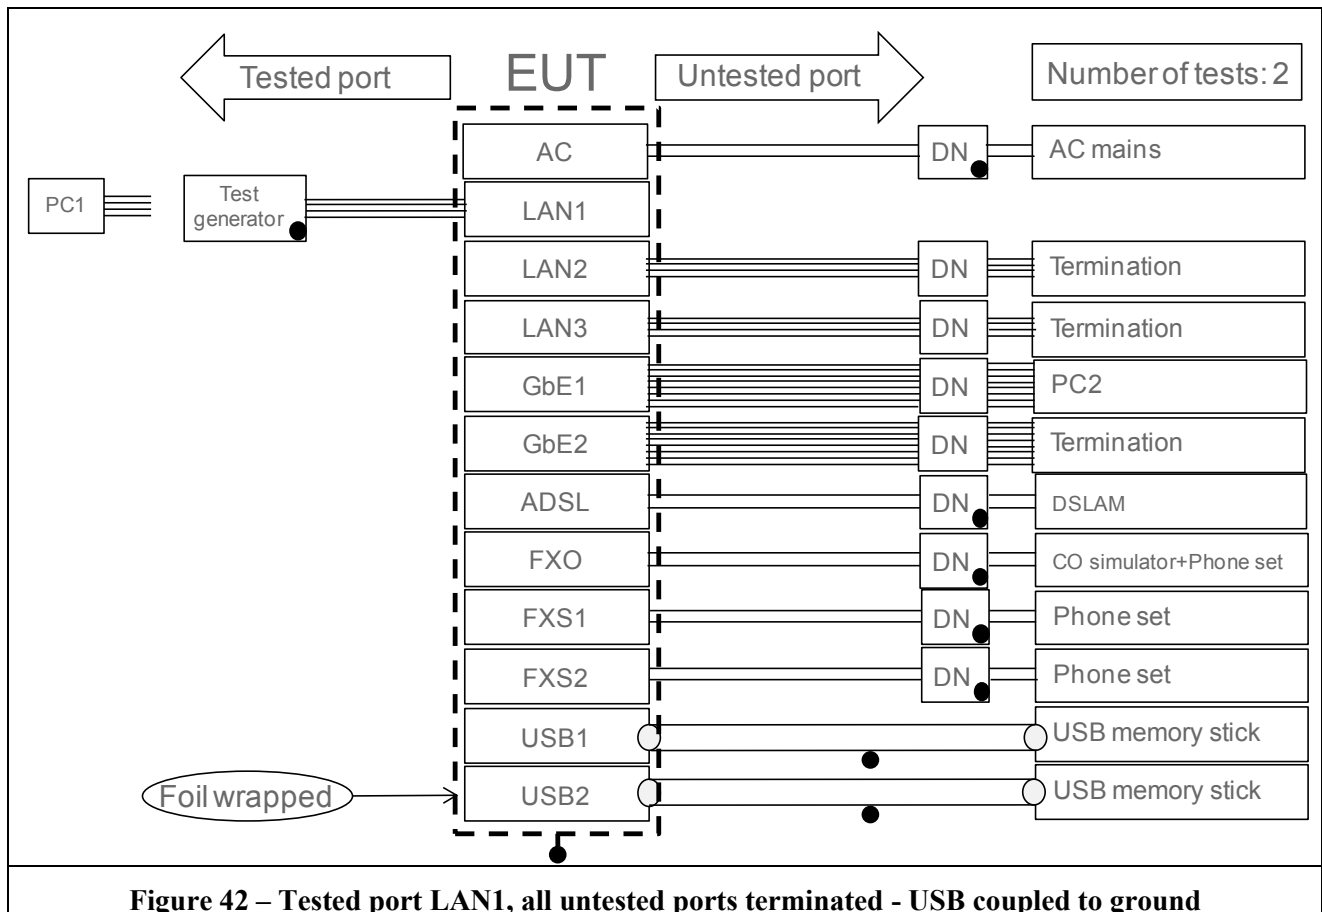 Tested port
EUT
Untested port
Number of tests: 2
AC
DN
AC mains
PC1
Test
generator
LAN1
LAN2
DN
Termination
LAN3
DN
Termination
GbE1
DN
PC2
GbE2
DN
Termination
ADSL
DN
DSLAM
FXO
DN
CO simulator+Phone set
FXS1
DN
Phone set
FXS2
DN
Phone set
USB1
USB memory stick
Foil wrapped
USB2
USB memory stick
Figure 42 – Tested port LAN1, all untested ports terminated - USB coupled to ground